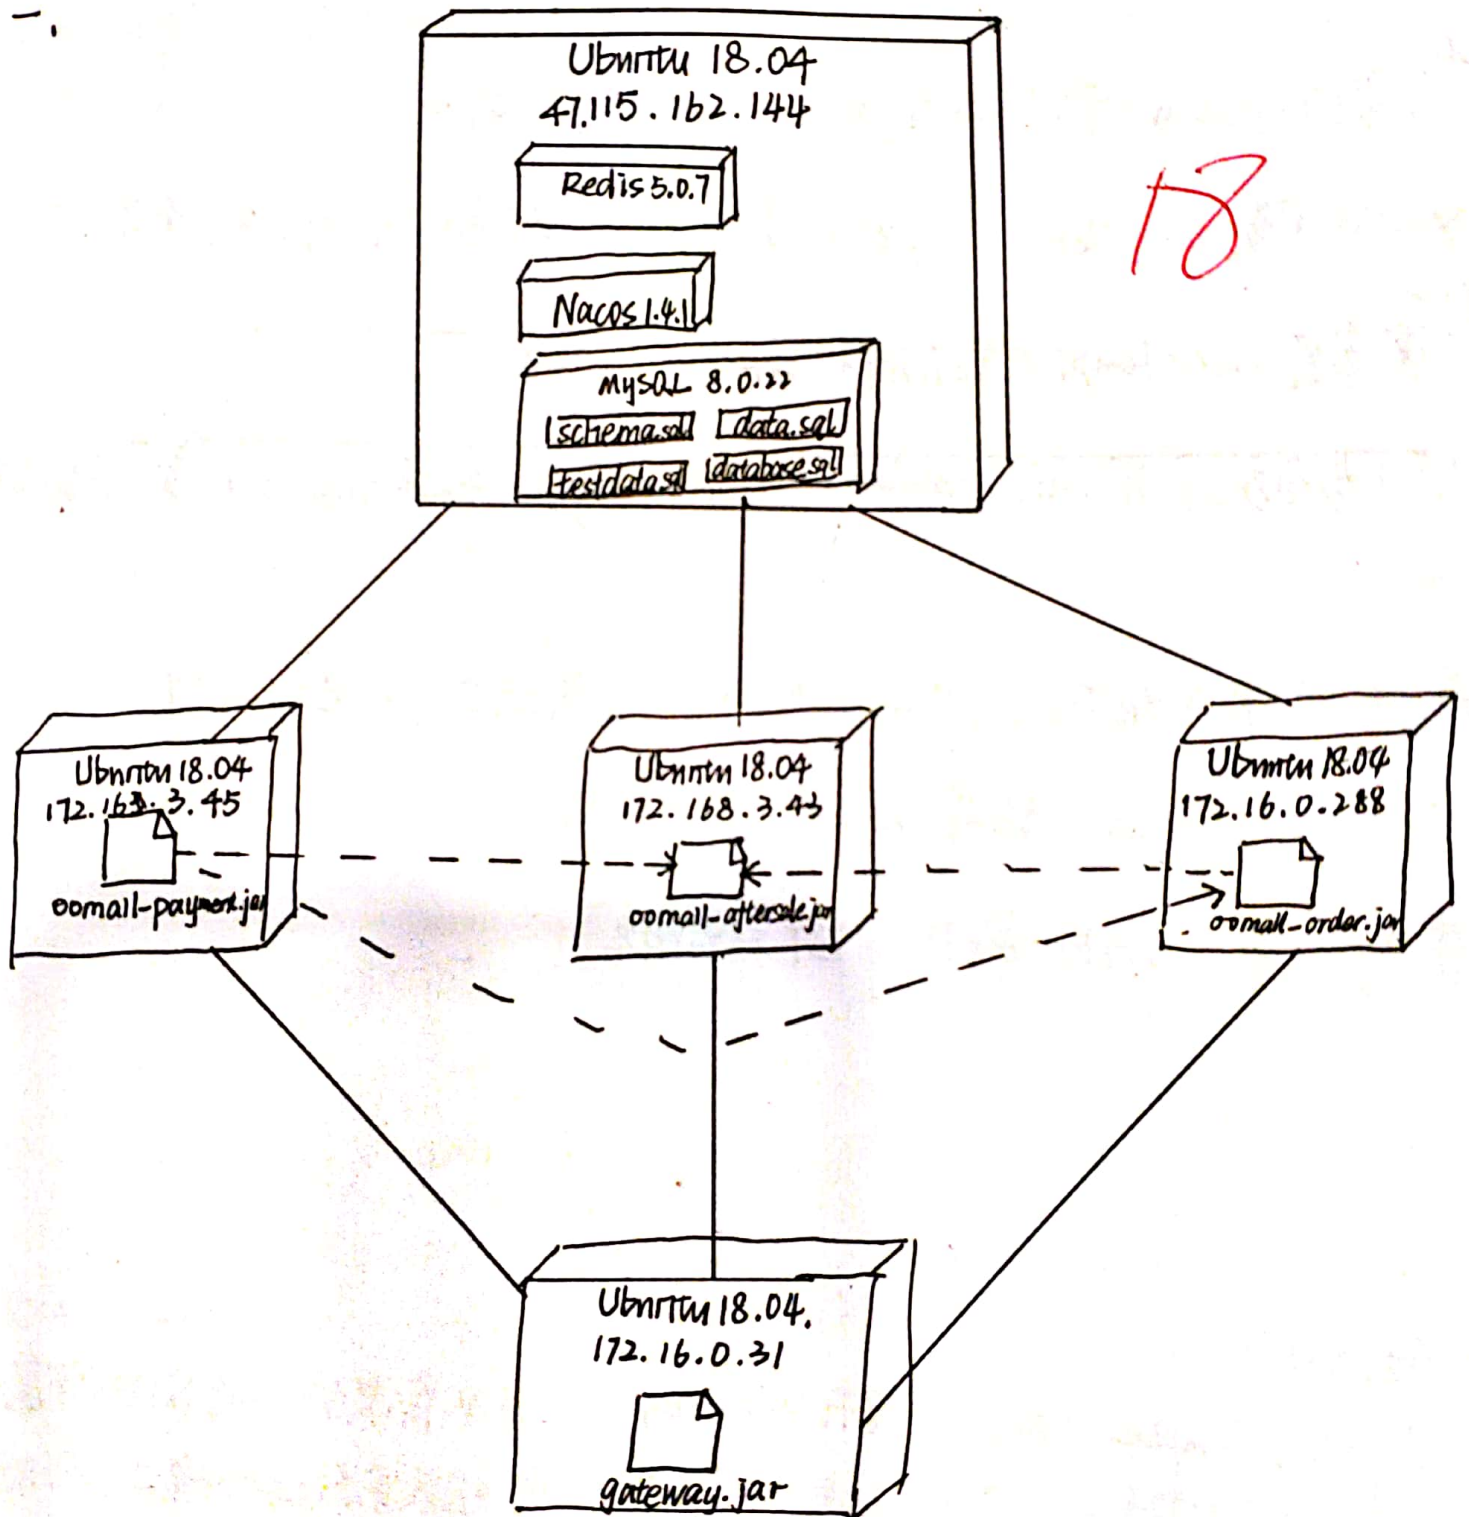 一.
Ubuntu 18.04
47.115.162.144
18
Redis 5.0.7
Nacos 1.4.1
MySQL 8.0.22
schema.sql data.sql
testdata.sql database.sql
Ubuntu 18.04
3.45
oomall-payment.jar
Ubuntu 18.04
172.168.3.43
oomall-aftersale.jar
Ubuntu 18.04
172.16.0.288
oomall-order.jar
Ubuntu 18.04.
172.16.0.31
gateway.jar